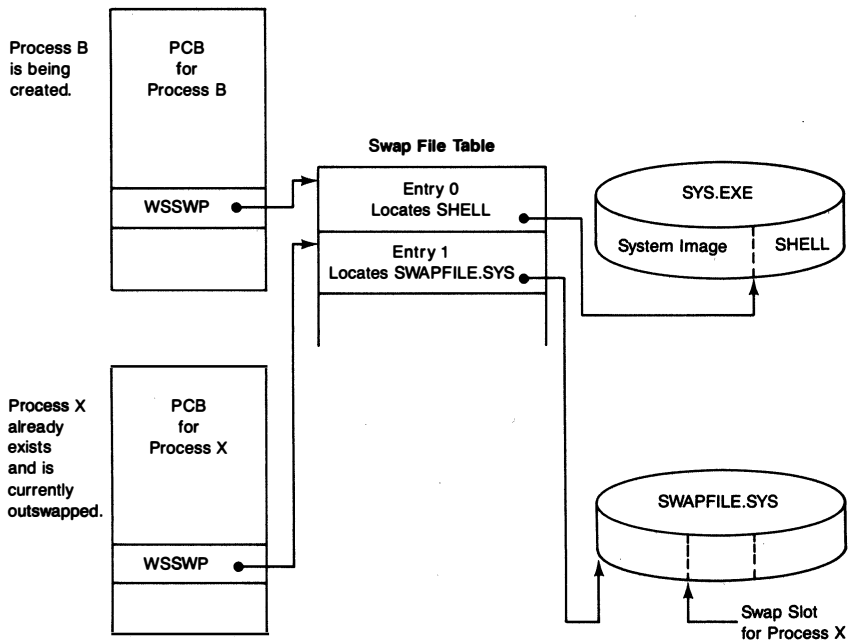 Process B
is being
created.
PCB
for
Process B
WSSWP
Swap File Table
Entry 0
Locates SHELL
Entry 1
Locates SWAPFILE.SYS
SYS.EXE
System Image
SHELL
Process X
already
exists
and is
currently
outswapped.
PCB
for
Process X
WSSWP
SWAPFILE.SYS
Swap Slot
for Process X